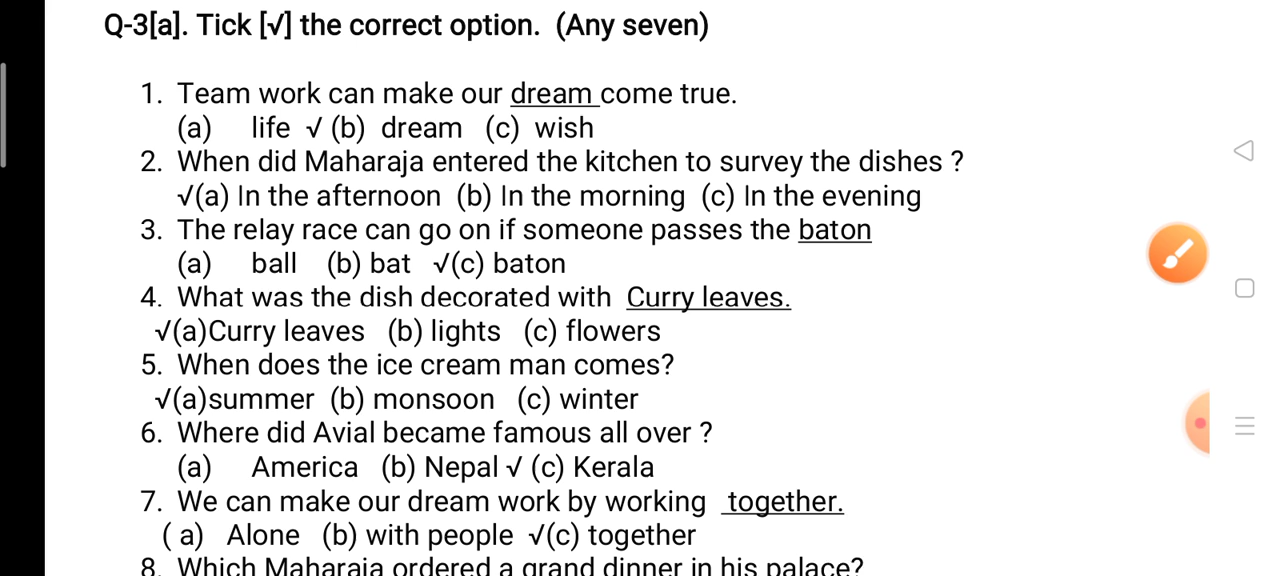 Q-3[a]. Tick [√] the correct option. (Any seven)
1. Team work can make our dream come true.
(a) life √ (b) dream (c) wish
2. When did Maharaja entered the kitchen to survey the dishes ?
√(a) In the afternoon (b) In the morning (c) In the evening
3. The relay race can go on if someone passes the baton
(a) ball (b) bat √(c) baton
4. What was the dish decorated with Curry leaves.
√(a)Curry leaves (b) lights (c) flowers
5. When does the ice cream man comes?
√(a)summer (b) monsoon (c) winter
6. Where did Avial became famous all over ?
(a) America (b) Nepal √ (c) Kerala
7. We can make our dream work by working together.
( a) Alone (b) with people √(c) together
8. Which Maharaja ordered a grand dinner in his palace?